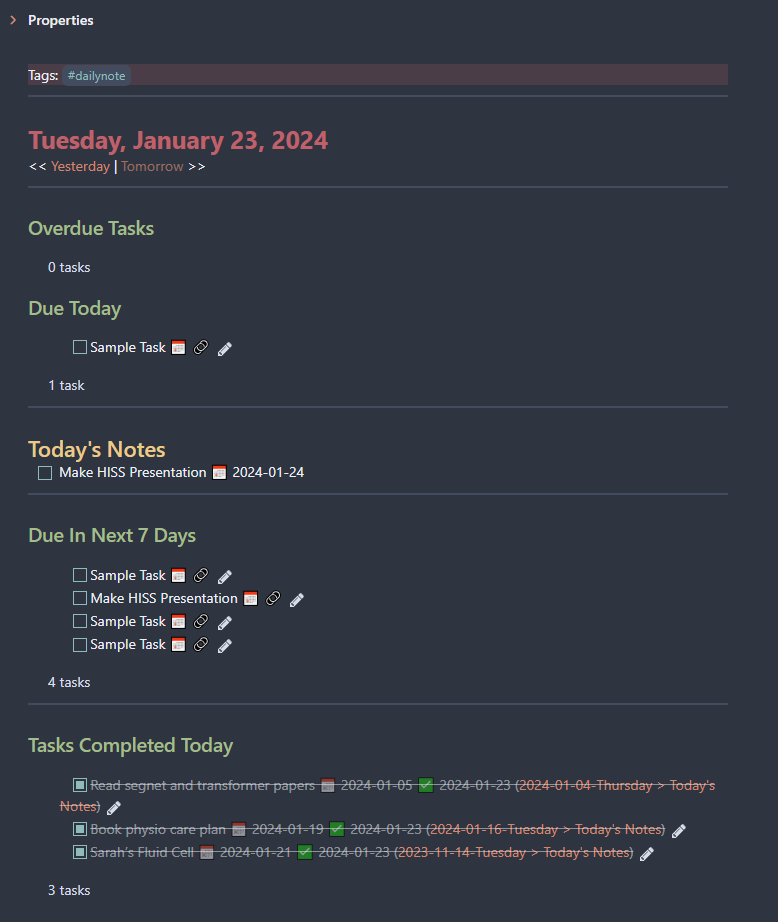 Properties
Tags: #dailynote
Tuesday, January 23, 2024
<< Yesterday | Tomorrow >>
Overdue Tasks
0 tasks
Due Today
Sample Task
1 task
Today's Notes
Make HISS Presentation 📅 2024-01-24
Due In Next 7 Days
Sample Task
Make HISS Presentation
Sample Task
Sample Task
4 tasks
Tasks Completed Today
Read segnet and transformer papers 📅 2024-01-05 ✅ 2024-01-23 (2024-01-04-Thursday > Today's
Notes)
Book physio care plan 📅 2024-01-19 ✅ 2024-01-23 (2024-01-16-Tuesday > Today's Notes)
Sarah's Fluid Cell 📅 2024-01-21 ✅ 2024-01-23 (2023-11-14-Tuesday > Today's Notes)
3 tasks